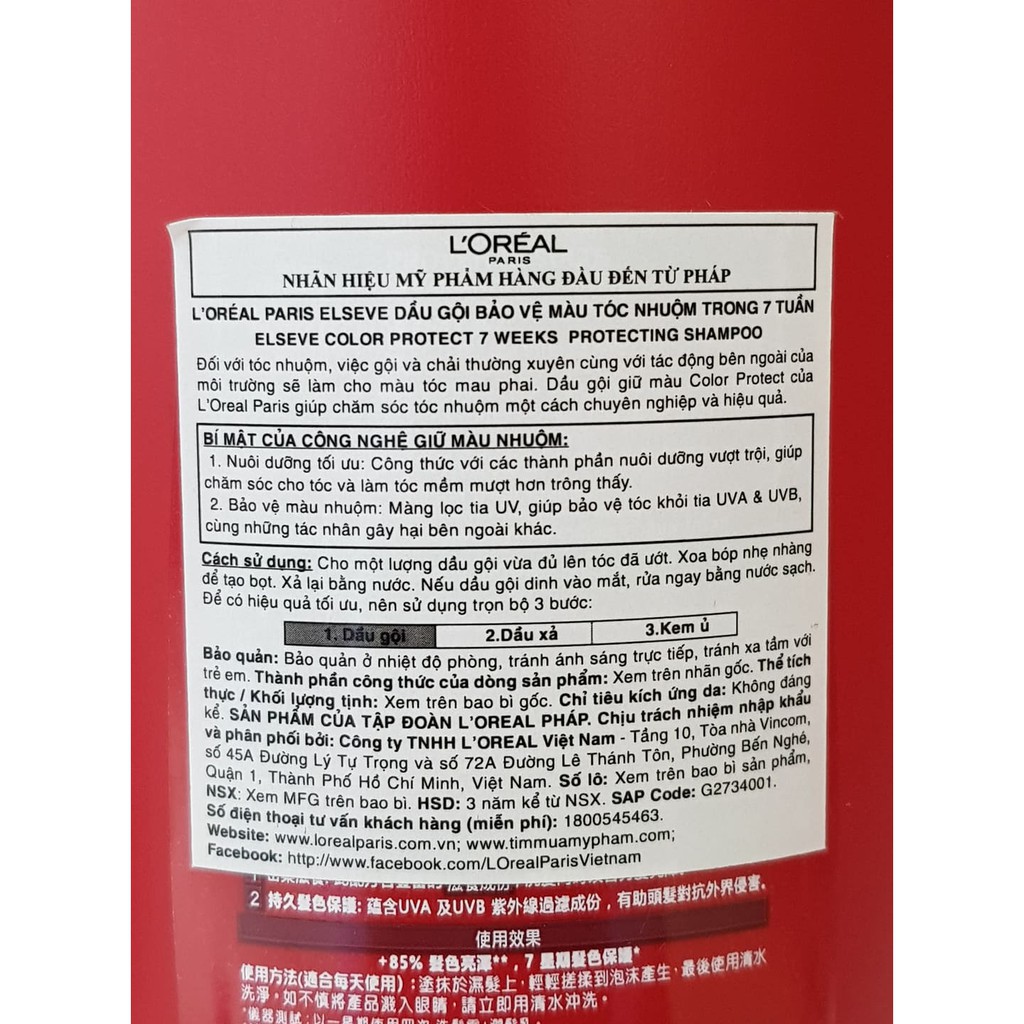 L'ORÉAL
PARIS
NHÃN HIỆU MỸ PHẨM HÀNG ĐẦU ĐẾN TỪ PHÁP
L'ORÉAL PARIS ELSEVE DẦU GỘI BẢO VỆ MÀU TÓC NHUỘM TRONG 7 TUẦN
ELSEVE COLOR PROTECT 7 WEEKS PROTECTING SHAMPOO
Đối với tóc nhuộm, việc gội và chải thường xuyên cùng với tác động bên ngoài của
môi trường sẽ làm cho màu tóc mau phai. Dầu gội giữ màu Color Protect của
L'Oreal Paris giúp chăm sóc tóc nhuộm một cách chuyên nghiệp và hiệu quả.
BÍ MẬT CỦA CÔNG NGHỆ GIỮ MÀU NHUỘM:
1. Nuôi dưỡng tối ưu: Công thức với các thành phần nuôi dưỡng vượt trội, giúp
chăm sóc cho tóc và làm tóc mềm mượt hơn trông thấy.
2. Bảo vệ màu nhuộm: Màng lọc tia UV, giúp bảo vệ tóc khỏi tia UVA & UVB,
cùng những tác nhân gây hại bên ngoài khác.
Cách sử dụng: Cho một lượng dầu gội vừa đủ lên tóc đã ướt. Xoa bóp nhẹ nhàng
để tạo bọt. Xả lại bằng nước. Nếu dầu gội dinh vào mắt, rửa ngay bằng nước sạch.
Để có hiệu quả tối ưu, nên sử dụng trọn bộ 3 bước:
1. Dầu gội 2.Dầu xả 3.Kem ủ
Bảo quản: Bảo quản ở nhiệt độ phòng, tránh ánh sáng trực tiếp, tránh xa tầm với
trẻ em. Thành phần công thức của dòng sản phẩm: Xem trên nhãn gốc. Thể tích
thực / Khối lượng tịnh: Xem trên bao bì gốc. Chỉ tiêu kích ứng da: Không đáng
kể. SẢN PHẨM CỦA TẬP ĐOÀN L'OREAL PHÁP. Chịu trách nhiệm nhập khẩu
và phân phối bởi: Công ty TNHH L'OREAL Việt Nam - Tầng 10, Tòa nhà Vincom,
số 45A Đường Lý Tự Trọng và số 72A Đường Lê Thánh Tôn, Phường Bến Nghé,
Quận 1, Thành Phố Hồ Chí Minh, Việt Nam. Số lô: Xem trên bao bì sản phẩm,
NSX: Xem MFG trên bao bì. HSD: 3 năm kể từ NSX. SAP Code: G2734001.
Số điện thoại tư vấn khách hàng (miễn phí): 1800545463.
Website: www.lorealparis.com.vn; www.timmuamypham.com;
Facebook: http://www.facebook.com/LOrealParisVietnam
2 持久髮色保護: 蘊含UVA 及UVB 紫外線過濾成份，有助頭髮對抗外界侵害。
使用效果
+85% 髮色亮澤**，7 星期髮色保護*
使用方法(適合每天使用)：塗抹於濕髮上，輕輕搓揉到泡沫產生，最後使用清水
洗淨。如不慎將產品濺入眼睛，請立即用清水沖洗。